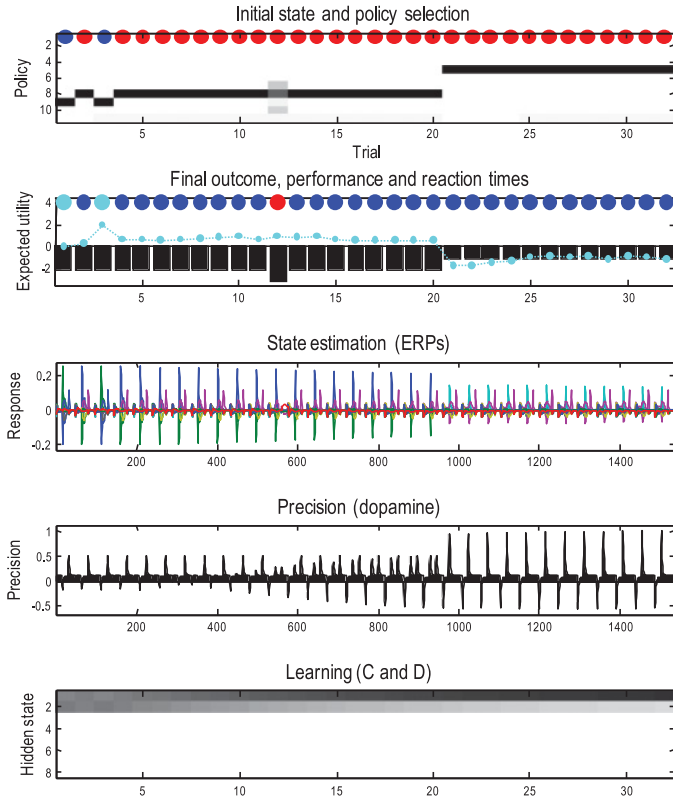 Initial state and policy selection
Policy
2
4
6
8
10
5 10 15 20 25 30
Trial
Final outcome, performance and reaction times
Expected utility
4
2
0
-2
5 10 15 20 25 30
State estimation (ERPs)
Response
0.2
0
-0.2
200 400 600 800 1000 1200 1400
Precision (dopamine)
Precision
1
0.5
0
-0.5
200 400 600 800 1000 1200 1400
Learning (C and D)
Hidden state
2
4
6
8
5 10 15 20 25 30